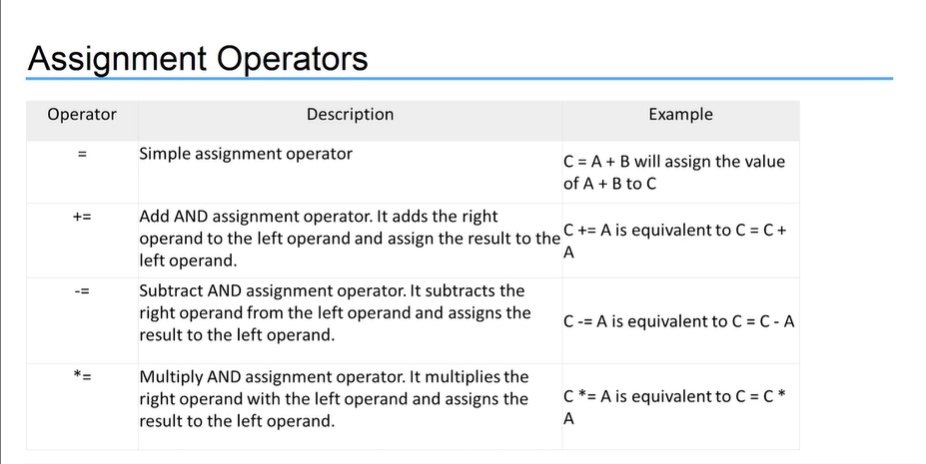 Assignment Operators
Operator Description Example
= Simple assignment operator
C = A + B will assign the value
of A + B to C
+= Add AND assignment operator. It adds the right
operand to the left operand and assign the result to the
left operand.
C += A is equivalent to C = C +
A
-= Subtract AND assignment operator. It subtracts the
right operand from the left operand and assigns the
result to the left operand.
C -= A is equivalent to C = C - A
*= Multiply AND assignment operator. It multiplies the
right operand with the left operand and assigns the
result to the left operand.
C *= A is equivalent to C = C *
A